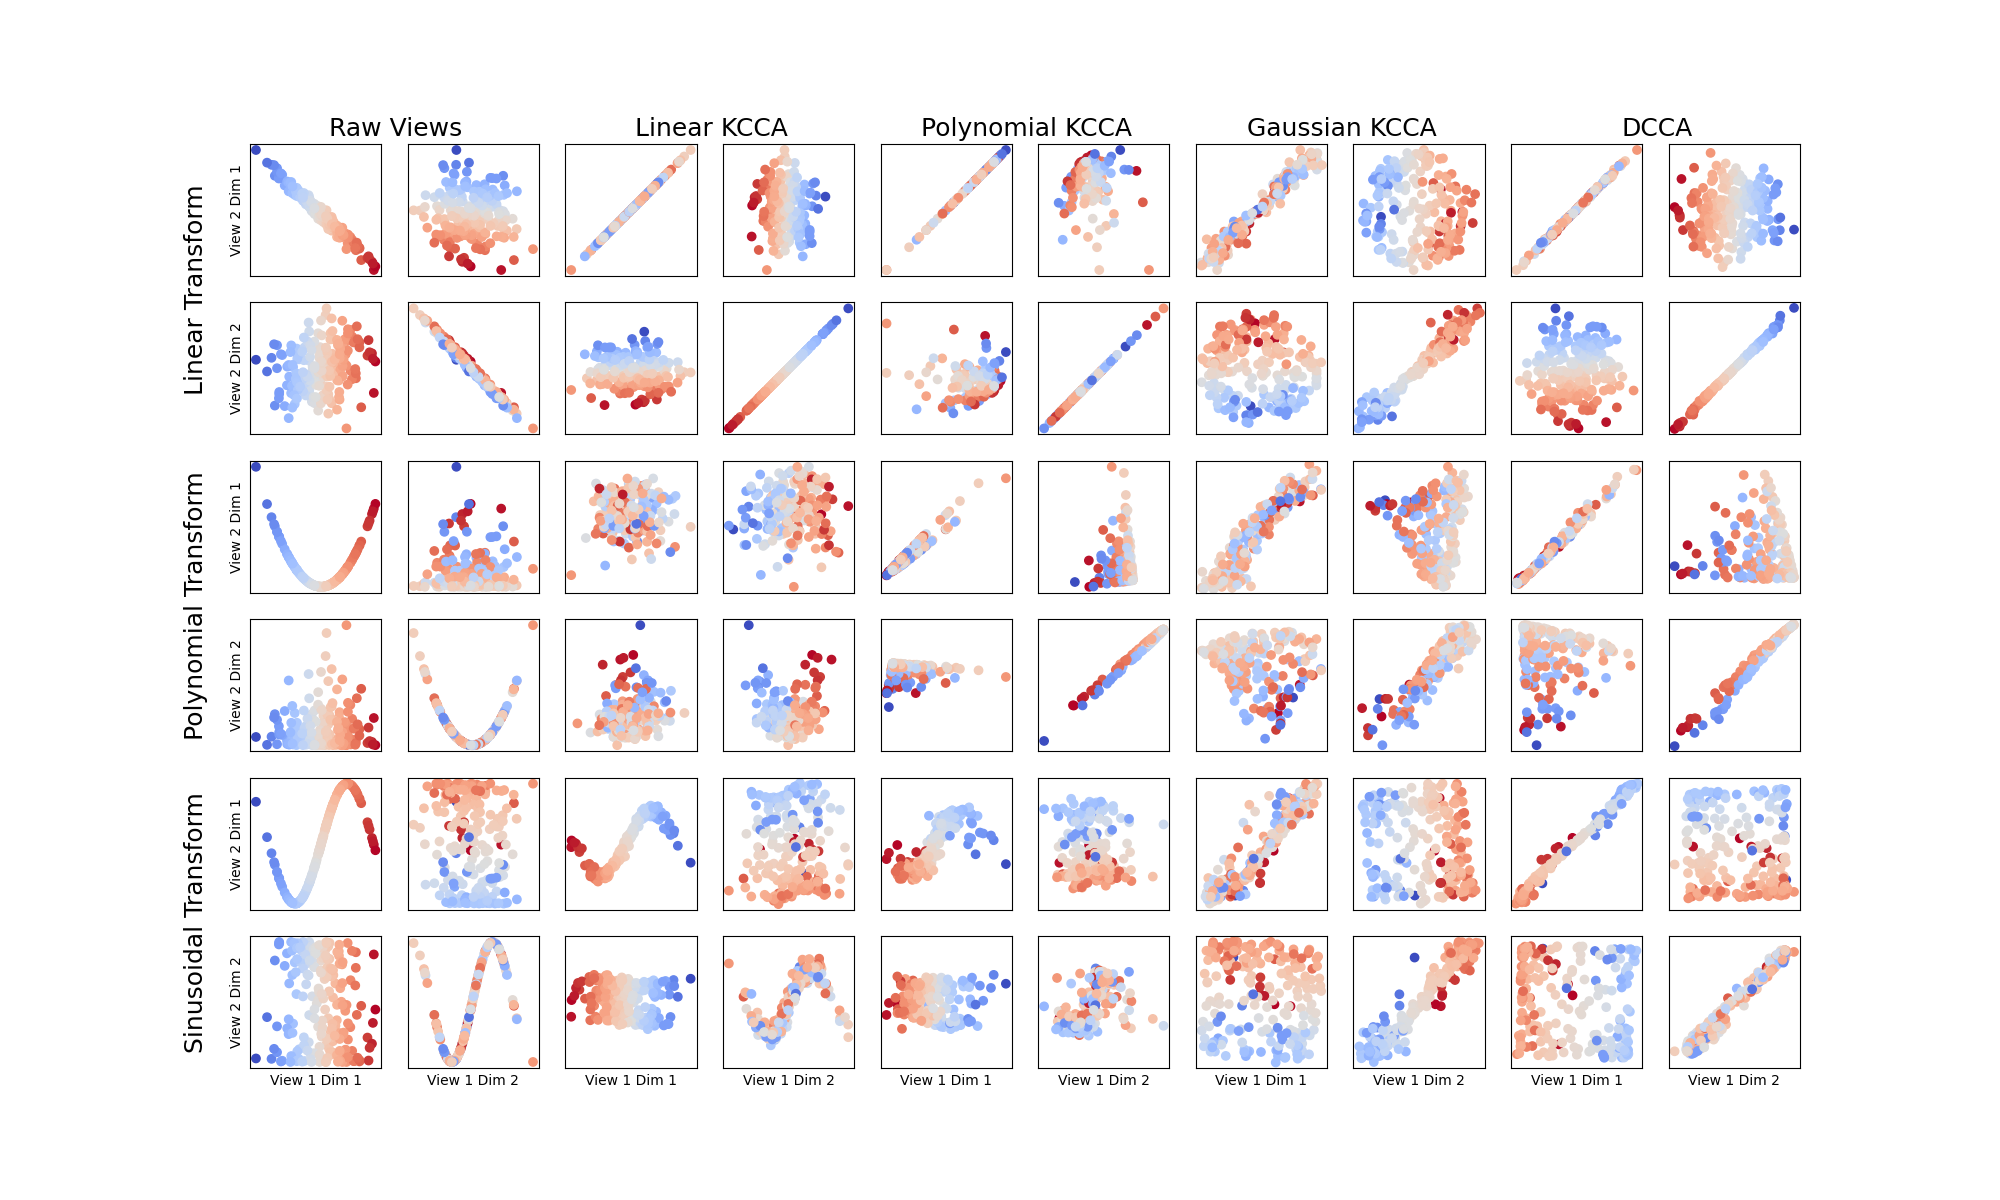 Raw Views
Linear KCCA
Polynomial KCCA
Gaussian KCCA
DCCA
Linear Transform
View 2 Dim 1
View 2 Dim 2
Polynomial Transform
View 2 Dim 1
View 2 Dim 2
Sinusoidal Transform
View 2 Dim 1
View 2 Dim 2
View 1 Dim 1
View 1 Dim 2
View 1 Dim 1
View 1 Dim 2
View 1 Dim 1
View 1 Dim 2
View 1 Dim 1
View 1 Dim 2
View 1 Dim 1
View 1 Dim 2